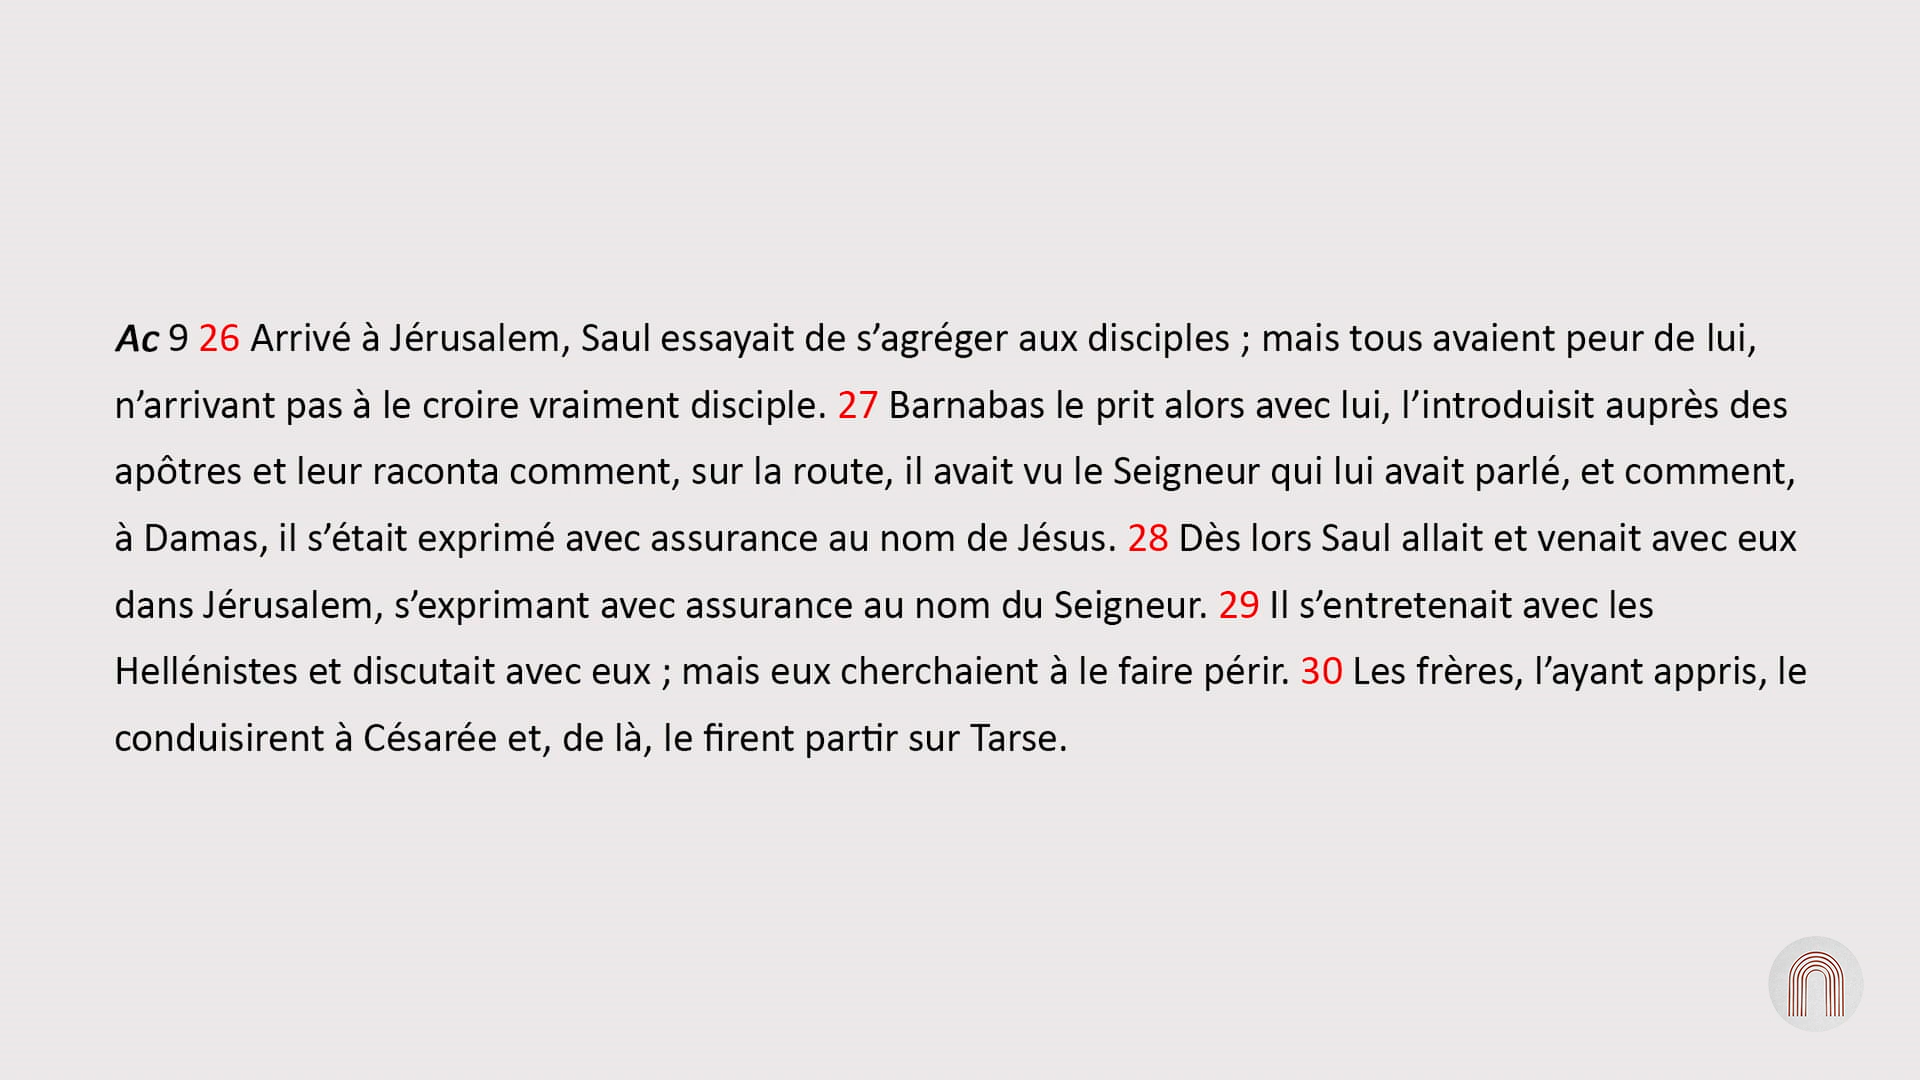 Ac 9 26 Arrivé à Jérusalem, Saul essayait de s’agréger aux disciples ; mais tous avaient peur de lui,
n’arrivant pas à le croire vraiment disciple. 27 Barnabas le prit alors avec lui, l’introduisit auprès des
apôtres et leur raconta comment, sur la route, il avait vu le Seigneur qui lui avait parlé, et comment,
à Damas, il s’était exprimé avec assurance au nom de Jésus. 28 Dès lors Saul allait et venait avec eux
dans Jérusalem, s’exprimant avec assurance au nom du Seigneur. 29 Il s’entretenait avec les
Hellénistes et discutait avec eux ; mais eux cherchaient à le faire périr. 30 Les frères, l’ayant appris, le
conduisirent à Césarée et, de là, le firent partir sur Tarse.